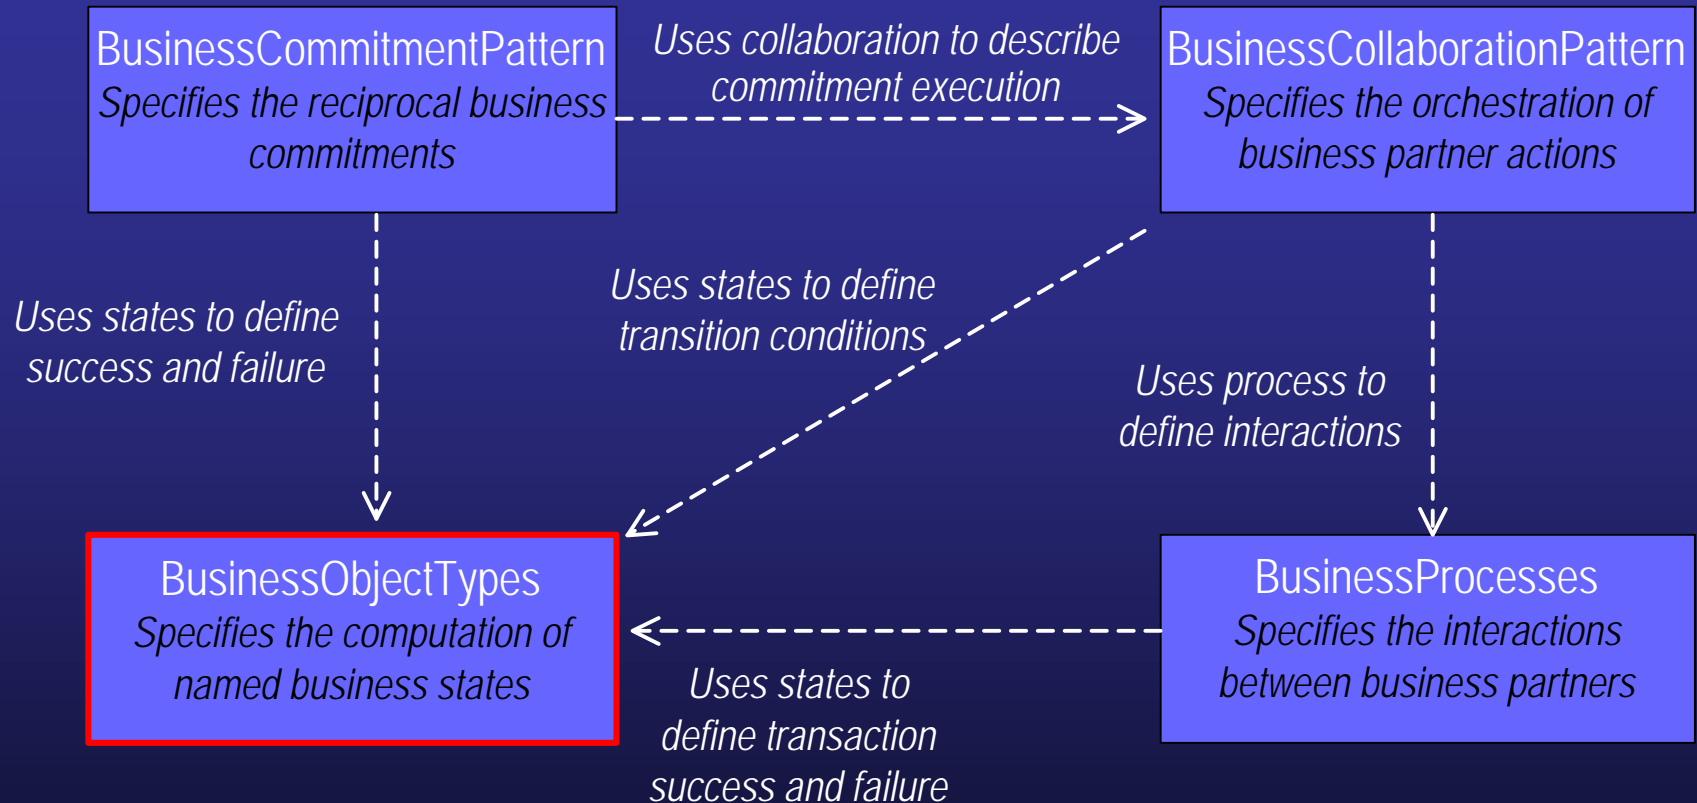 BusinessCommitmentPattern
Specifies the reciprocal business
commitments
Uses collaboration to describe
commitment execution
BusinessCollaborationPattern
Specifies the orchestration of
business partner actions
Uses states to define
success and failure
Uses states to define
transition conditions
Uses process to
define interactions
BusinessObjectTypes
Specifies the computation of
named business states
Uses states to
define transaction
success and failure
BusinessProcesses
Specifies the interactions
between business partners